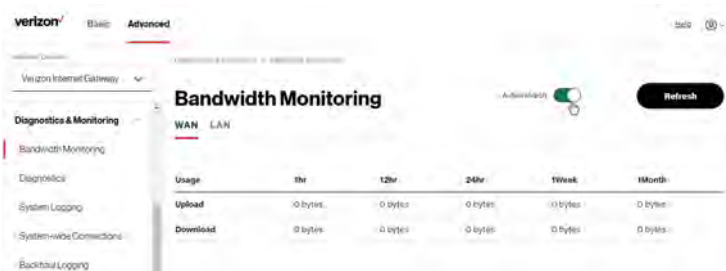 verizon✓ Basic Advanced Help
Verizon Internet Gateway
Bandwidth Monitoring
Refresh
Diagnostics & Monitoring
WAN LAN
Bandwidth Monitoring
Diagnostics
Usage 1hr 12hr 24hr 1Week 1Month
System Logging
Upload 0 bytes 0 bytes 0 bytes 0 bytes 0 bytes
Download 0 bytes 0 bytes 0 bytes 0 bytes 0 bytes
System-wide Connections
Backhaul Logging